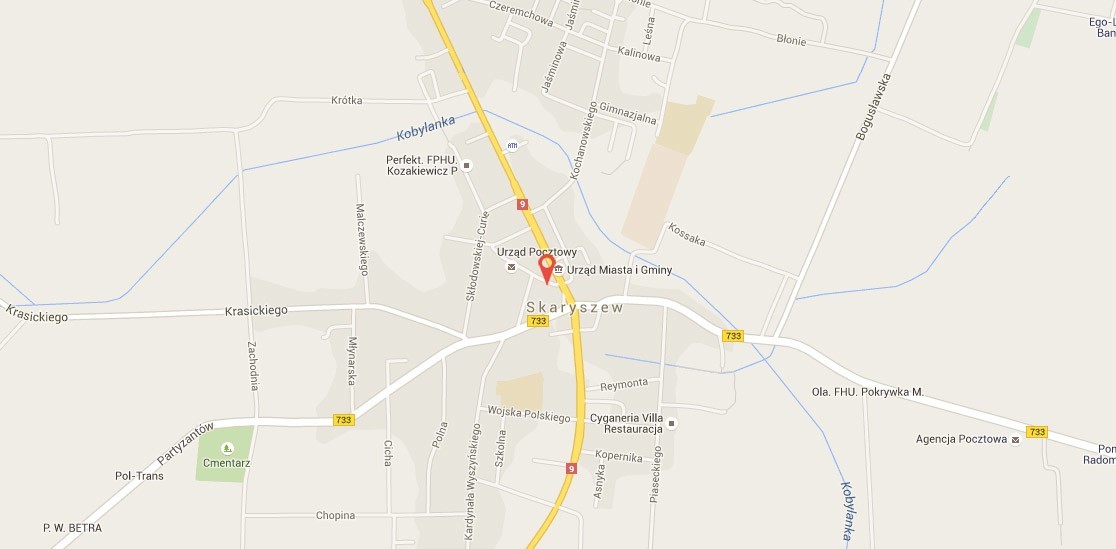 Czeremchowa
Jaśmin
Leśna
Ego-L
Ban
Błonie
Kalinowa
Jaśminowa
Krótka
Gimnazjalna
Bogusławska
Kobylanka
ATM
Kochanowskiego
Perfekt. FPHU.
Kozakiewicz P
9
Malczewskiego
Skłodowskiej-Curie
Kossaka
Urząd Pocztowy
Urząd Miasta i Gminy
Krasickiego
Krasickiego
Skaryszew
733
733
Zachodnia
Młynarska
Reymonta
Ola. FHU. Pokrywka M.
733
Wojska Polskiego
Cyganeria Villa
Restauracja
Partyzantów
Polna
Cicha
Szkolna
Kardynała Wyszyńskiego
Agencja Pocztowa
733
Cmentarz
Kopernika
Pon
Radom
Pol-Trans
9
Asnyka
Piaseckiego
Kobylanka
Chopina
P. W. BETRA